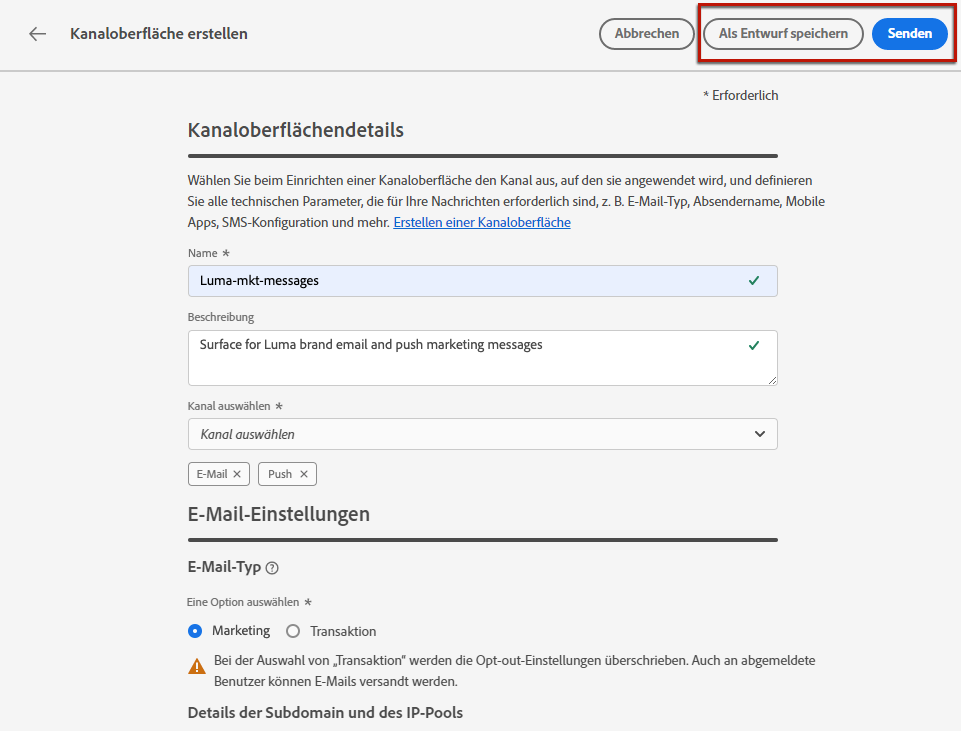 Kanaloberfläche erstellen
Abbrechen
Als Entwurf speichern
Senden
* Erforderlich
Kanaloberflächendetails
Wählen Sie beim Einrichten einer Kanaloberfläche den Kanal aus, auf den sie angewendet wird, und definieren
Sie alle technischen Parameter, die für Ihre Nachrichten erforderlich sind, z. B. E-Mail-Typ, Absendername, Mobile
Apps, SMS-Konfiguration und mehr. Erstellen einer Kanaloberfläche
Name *
Luma-mkt-messages
Beschreibung
Surface for Luma brand email and push marketing messages
Kanal auswählen *
Kanal auswählen
E-Mail ×
Push ×
E-Mail-Einstellungen
E-Mail-Typ ?
Eine Option auswählen *
Marketing
Transaktion
Bei der Auswahl von „Transaktion“ werden die Opt-out-Einstellungen überschrieben. Auch an abgemeldete
Benutzer können E-Mails versandt werden.
Details der Subdomain und des IP-Pools